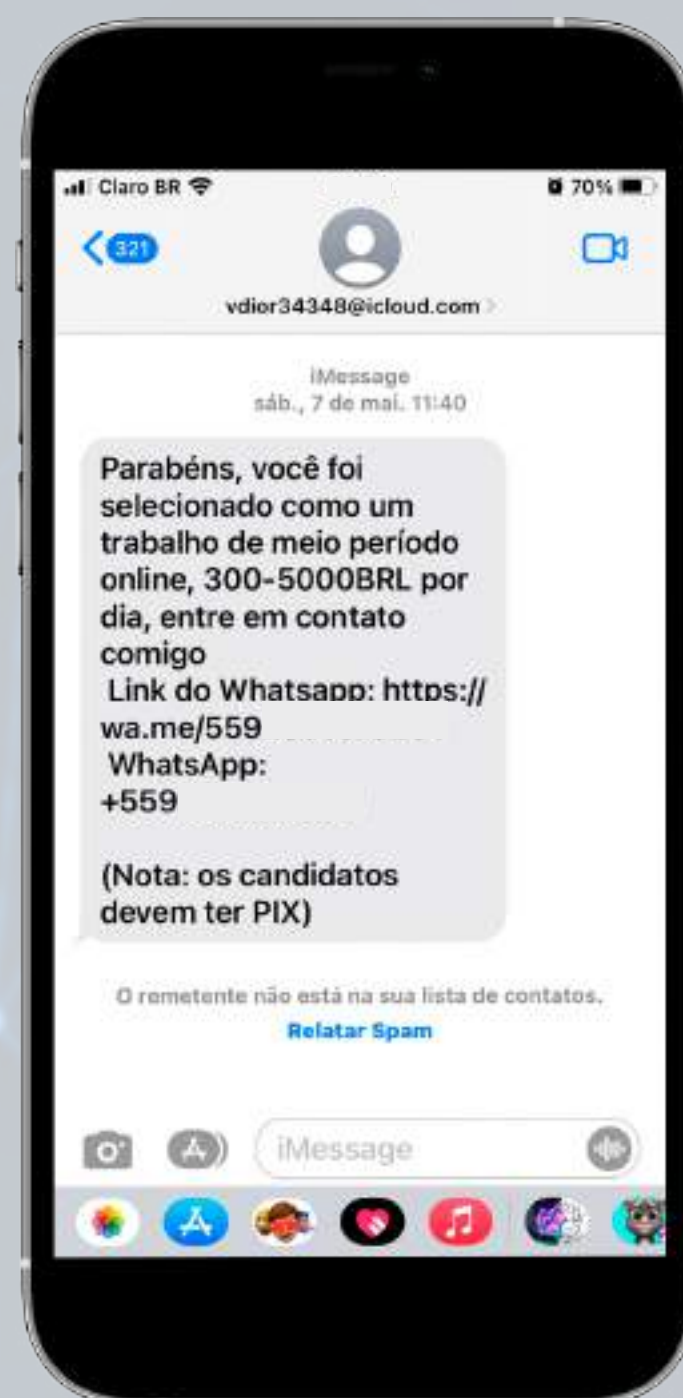 Claro BR
70%
321
vdior34348@icloud.com
iMessage
sáb., 7 de mai. 11:40
Parabéns, você foi
selecionado como um
trabalho de meio período
online, 300-5000BRL por
dia, entre em contato
comigo
Link do Whatsapp: https://
wa.me/559
WhatsApp:
+559
(Nota: os candidatos
devem ter PIX)
O remetente não está na sua lista de contatos.
Relatar Spam
iMessage